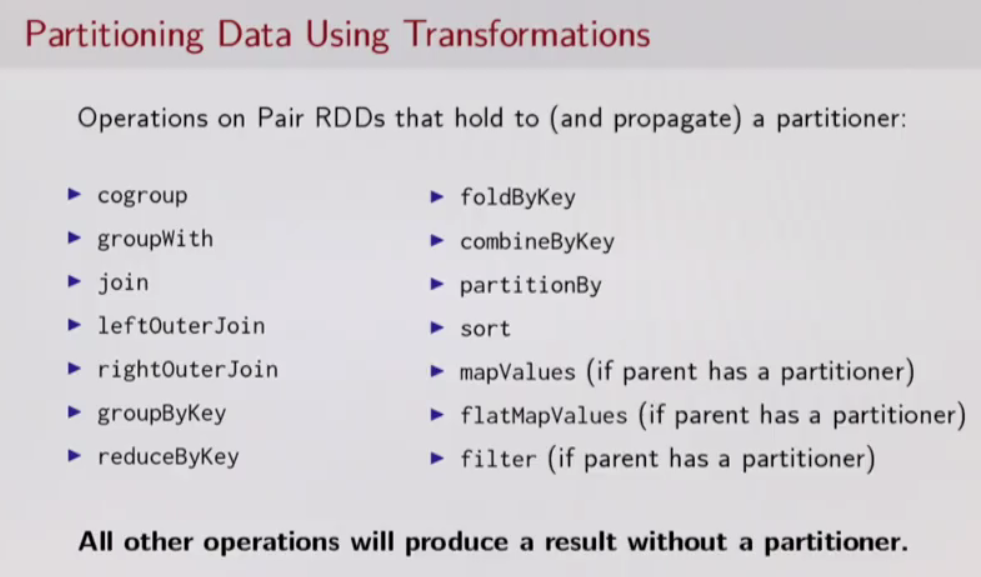 Partitioning Data Using Transformations
Operations on Pair RDDs that hold to (and propagate) a partitioner:
▶ cogroup
▶ groupWith
▶ join
▶ leftOuterJoin
▶ rightOuterJoin
▶ groupByKey
▶ reduceByKey
▶ foldByKey
▶ combineByKey
▶ partitionBy
▶ sort
▶ mapValues (if parent has a partitioner)
▶ flatMapValues (if parent has a partitioner)
▶ filter (if parent has a partitioner)
All other operations will produce a result without a partitioner.